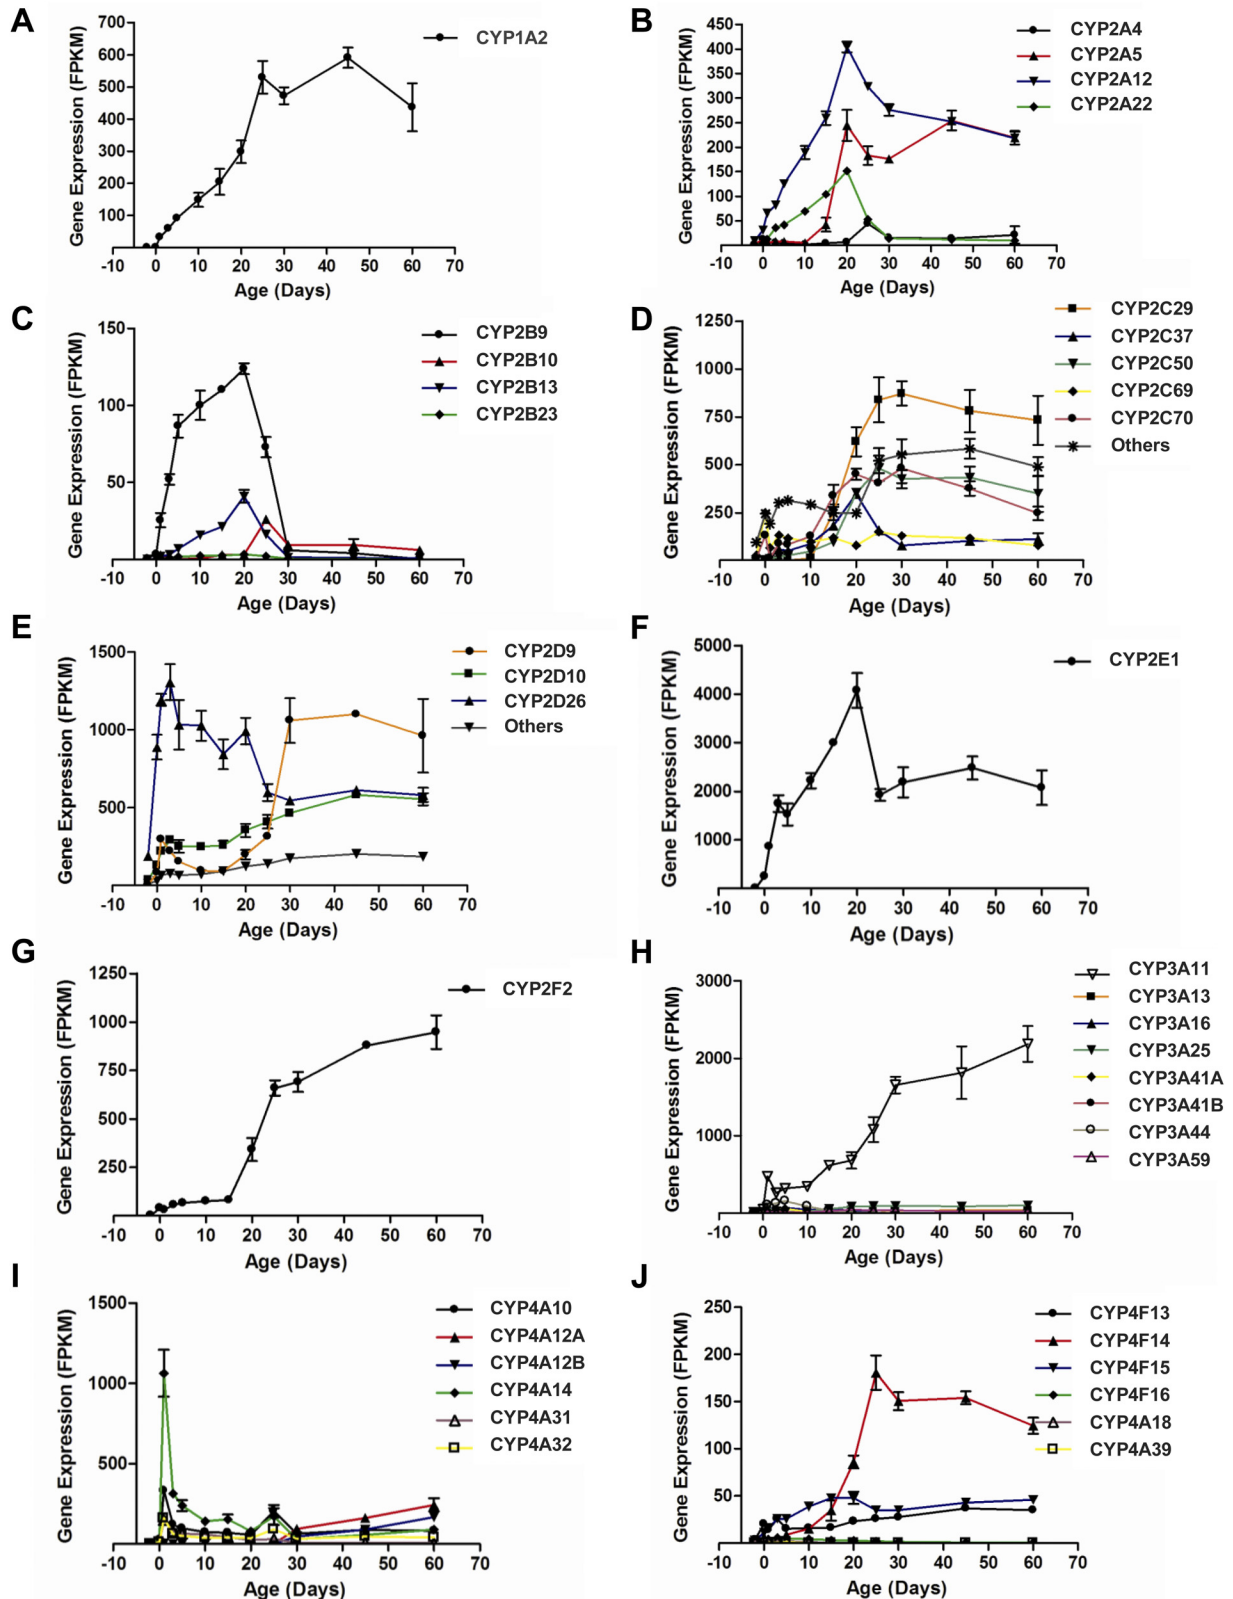 A
Gene Expression (FPKM)
700
600
500
400
300
200
100
-10 0 10 20 30 40 50 60 70
Age (Days)
CYP1A2
B
Gene Expression (FPKM)
450
400
350
300
250
200
150
100
50
-10 0 10 20 30 40 50 60 70
Age (Days)
CYP2A4
CYP2A5
CYP2A12
CYP2A22
C
Gene Expression (FPKM)
150
100
50
-10 0 10 20 30 40 50 60 70
Age (Days)
CYP2B9
CYP2B10
CYP2B13
CYP2B23
D
Gene Expression (FPKM)
1250
1000
750
500
250
-10 0 10 20 30 40 50 60 70
Age (Days)
CYP2C29
CYP2C37
CYP2C50
CYP2C69
CYP2C70
Others
E
Gene Expression (FPKM)
1500
1000
500
-10 0 10 20 30 40 50 60 70
Age (Days)
CYP2D9
CYP2D10
CYP2D26
Others
F
Gene Expression (FPKM)
5000
4000
3000
2000
1000
-10 0 10 20 30 40 50 60 70
Age (Days)
CYP2E1
G
Gene Expression (FPKM)
1250
1000
750
500
250
-10 0 10 20 30 40 50 60 70
Age (Days)
CYP2F2
H
Gene Expression (FPKM)
3000
2000
1000
-10 0 10 20 30 40 50 60 70
Age (Days)
CYP3A11
CYP3A13
CYP3A16
CYP3A25
CYP3A41A
CYP3A41B
CYP3A44
CYP3A59
I
Gene Expression (FPKM)
1500
1000
500
-10 0 10 20 30 40 50 60 70
Age (Days)
CYP4A10
CYP4A12A
CYP4A12B
CYP4A14
CYP4A31
CYP4A32
J
Gene Expression (FPKM)
250
200
150
100
50
-10 0 10 20 30 40 50 60 70
Age (Days)
CYP4F13
CYP4F14
CYP4F15
CYP4F16
CYP4A18
CYP4A39